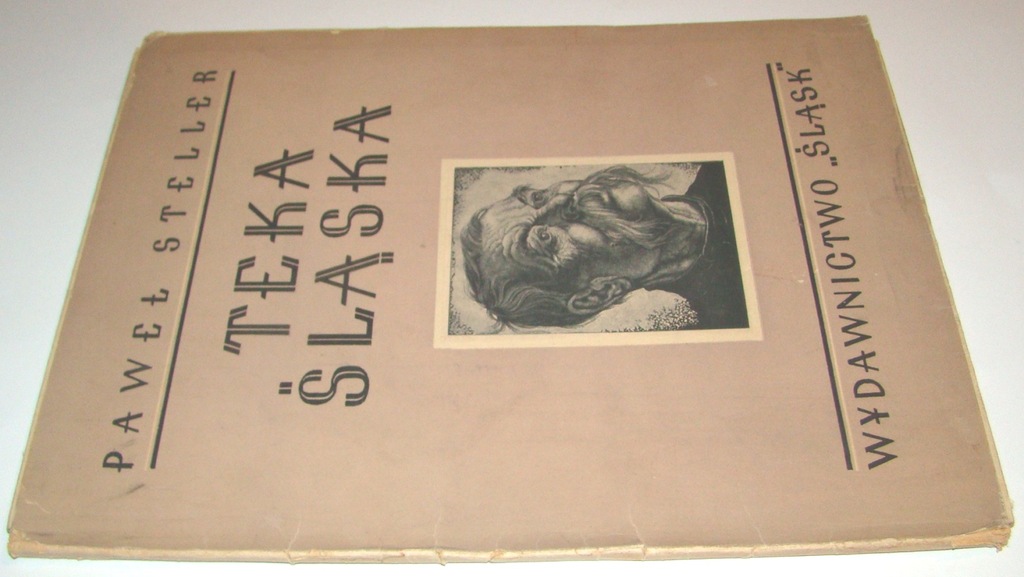 PAWEŁ STELLER
TEKA
ŚLĄSKA
WYDAWNICTWO „ŚLĄSK"